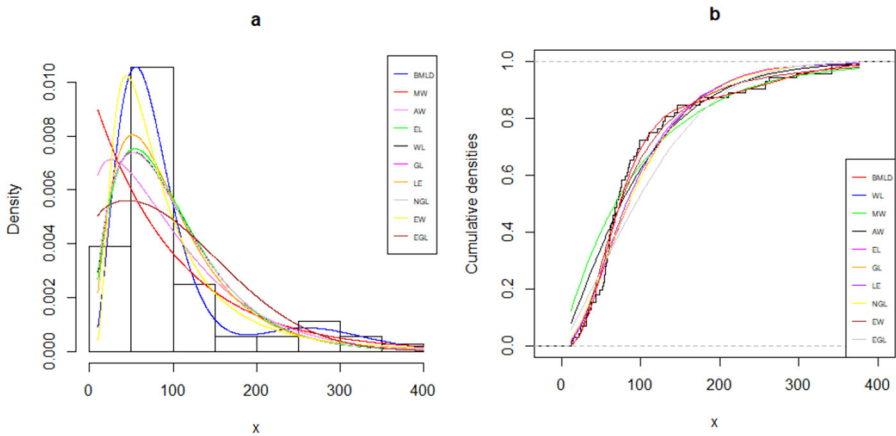 a
Density
0.000
0.002
0.004
0.006
0.008
0.010
0
100
200
300
400
x
BMLD
MW
AW
EL
WL
GL
LE
NGL
EW
EGL
b
Cumulative densities
0.0
0.2
0.4
0.6
0.8
1.0
0
100
200
300
400
x
BMLD
WL
MW
AW
EL
GL
LE
NGL
EW
EGL